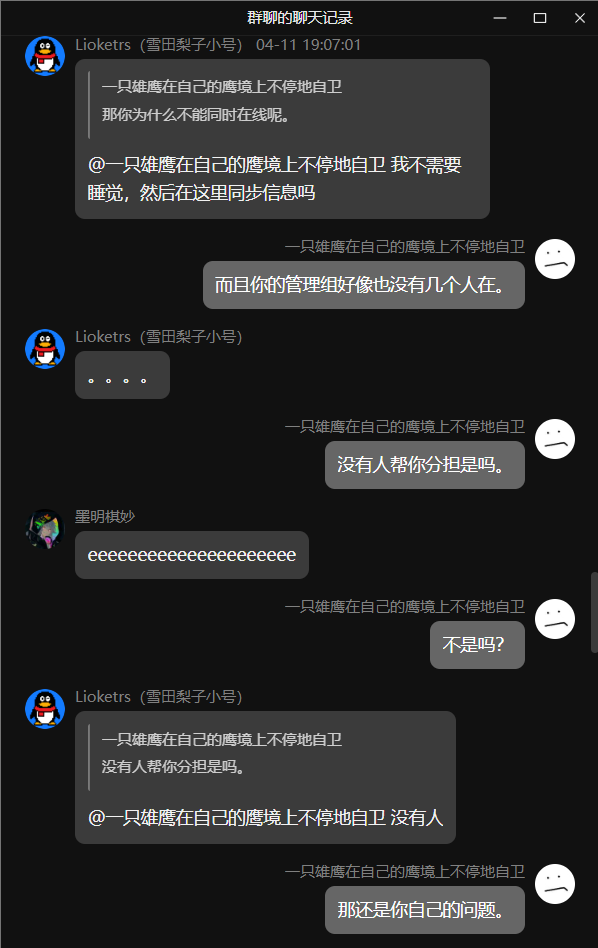 群聊的聊天记录
Lioketrs（雪田梨子小号） 04-11 19:07:01
一只雄鹰在自己的鹰境上不停地自卫
那你为什么不能同时在线呢。
@一只雄鹰在自己的鹰境上不停地自卫 我不需要
睡觉，然后在这里同步信息吗
一只雄鹰在自己的鹰境上不停地自卫
而且你的管理组好像也没有几个人在。
Lioketrs（雪田梨子小号）
。。。。
一只雄鹰在自己的鹰境上不停地自卫
没有人帮你分担是吗。
墨明棋妙
eeeeeeeeeeeeeeeeeeeee
一只雄鹰在自己的鹰境上不停地自卫
不是吗？
Lioketrs（雪田梨子小号）
一只雄鹰在自己的鹰境上不停地自卫
没有人帮你分担是吗。
@一只雄鹰在自己的鹰境上不停地自卫 没有人
一只雄鹰在自己的鹰境上不停地自卫
那还是你自己的问题。